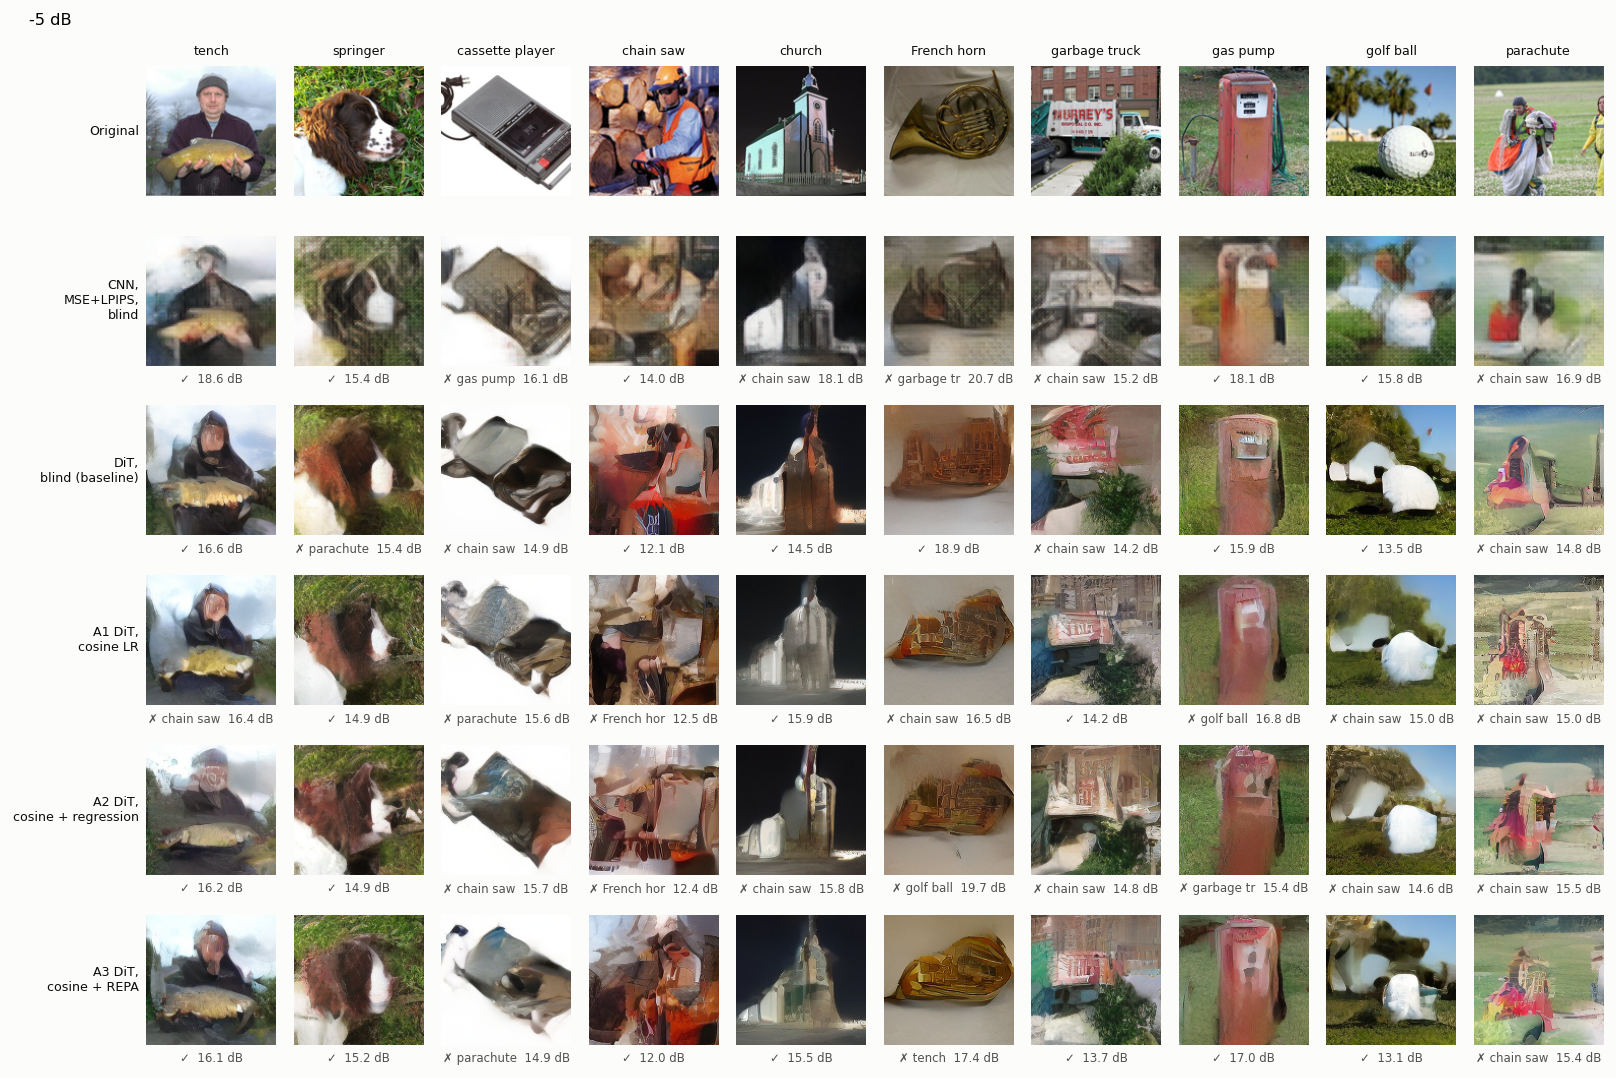 -5 dB
tench springer cassette player chain saw church French horn garbage truck gas pump golf ball parachute
Original
URREY'S
CNN,
MSE+LPIPS,
blind
✓ 18.6 dB ✓ 15.4 dB ✗ gas pump 16.1 dB ✓ 14.0 dB ✗ chain saw 18.1 dB ✗ garbage tr 20.7 dB ✗ chain saw 15.2 dB ✓ 18.1 dB ✓ 15.8 dB ✗ chain saw 16.9 dB
DiT,
blind (baseline)
✓ 16.6 dB ✗ parachute 15.4 dB ✗ chain saw 14.9 dB ✓ 12.1 dB ✓ 14.5 dB ✓ 18.9 dB ✗ chain saw 14.2 dB ✓ 15.9 dB ✓ 13.5 dB ✗ chain saw 14.8 dB
A1 DiT,
cosine LR
✗ chain saw 16.4 dB ✓ 14.9 dB ✗ parachute 15.6 dB ✗ French hor 12.5 dB ✓ 15.9 dB ✗ chain saw 16.5 dB ✓ 14.2 dB ✗ golf ball 16.8 dB ✗ chain saw 15.0 dB ✗ chain saw 15.0 dB
A2 DiT,
cosine + regression
✓ 16.2 dB ✓ 14.9 dB ✗ chain saw 15.7 dB ✗ French hor 12.4 dB ✗ chain saw 15.8 dB ✗ golf ball 19.7 dB ✗ chain saw 14.8 dB ✗ garbage tr 15.4 dB ✗ chain saw 14.6 dB ✗ chain saw 15.5 dB
A3 DiT,
cosine + REPA
✓ 16.1 dB ✓ 15.2 dB ✗ parachute 14.9 dB ✓ 12.0 dB ✓ 15.5 dB ✗ tench 17.4 dB ✓ 13.7 dB ✓ 17.0 dB ✓ 13.1 dB ✗ chain saw 15.4 dB